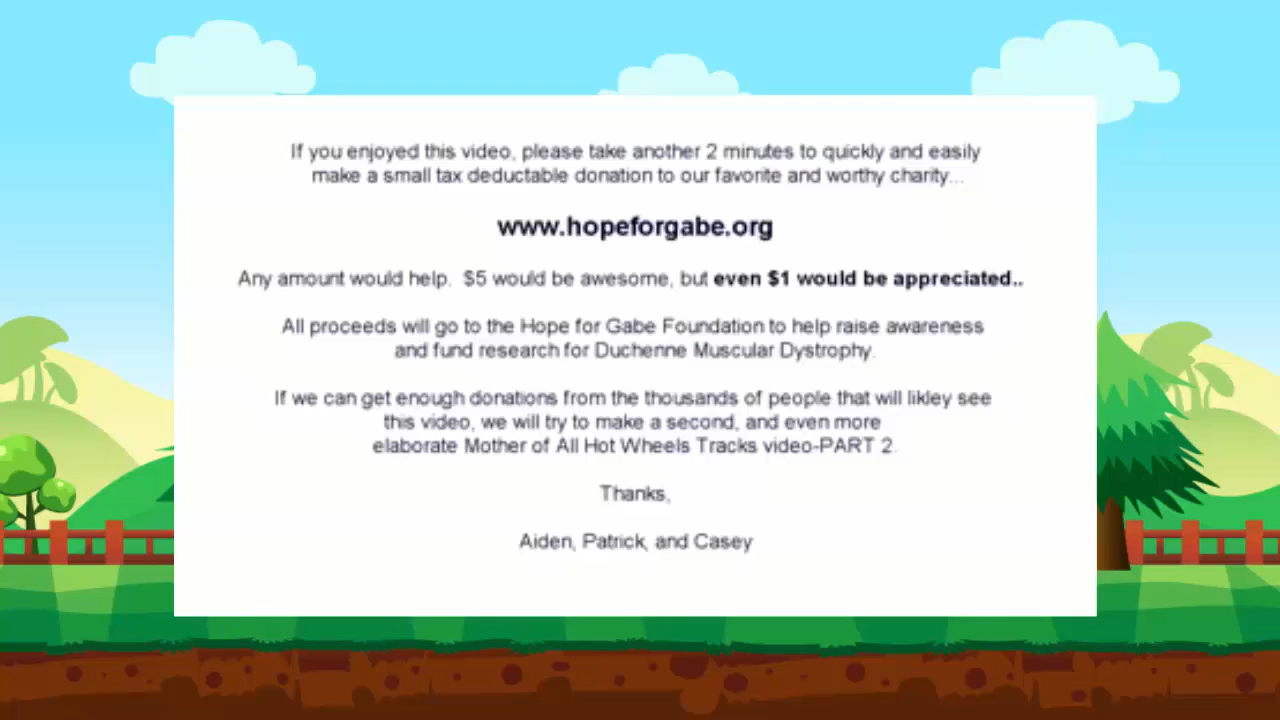 If you enjoyed this video, please take another 2 minutes to quickly and easily
make a small tax deductable donation to our favorite and worthy charity...
www.hopeforgabe.org
Any amount would help.  $5 would be awesome, but even $1 would be appreciated..
All proceeds will go to the Hope for Gabe Foundation to help raise awareness
and fund research for Duchenne Muscular Dystrophy.
If we can get enough donations from the thousands of people that will likley see
this video, we will try to make a second, and even more
elaborate Mother of All Hot Wheels Tracks video-PART 2.
Thanks,
Aiden, Patrick, and Casey